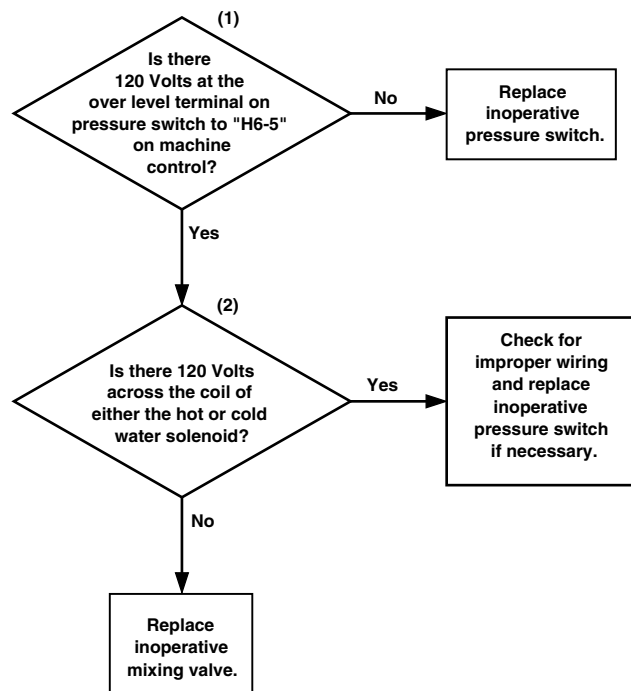 (1)
Is there
120 Volts at the
over level terminal on
pressure switch to "H6-5"
on machine
control?
No
Replace
inoperative
pressure switch.
Yes
(2)
Is there 120 Volts
across the coil of
either the hot or cold
water solenoid?
Yes
Check for
improper wiring
and replace
inoperative
pressure switch
if necessary.
No
Replace
inoperative
mixing valve.